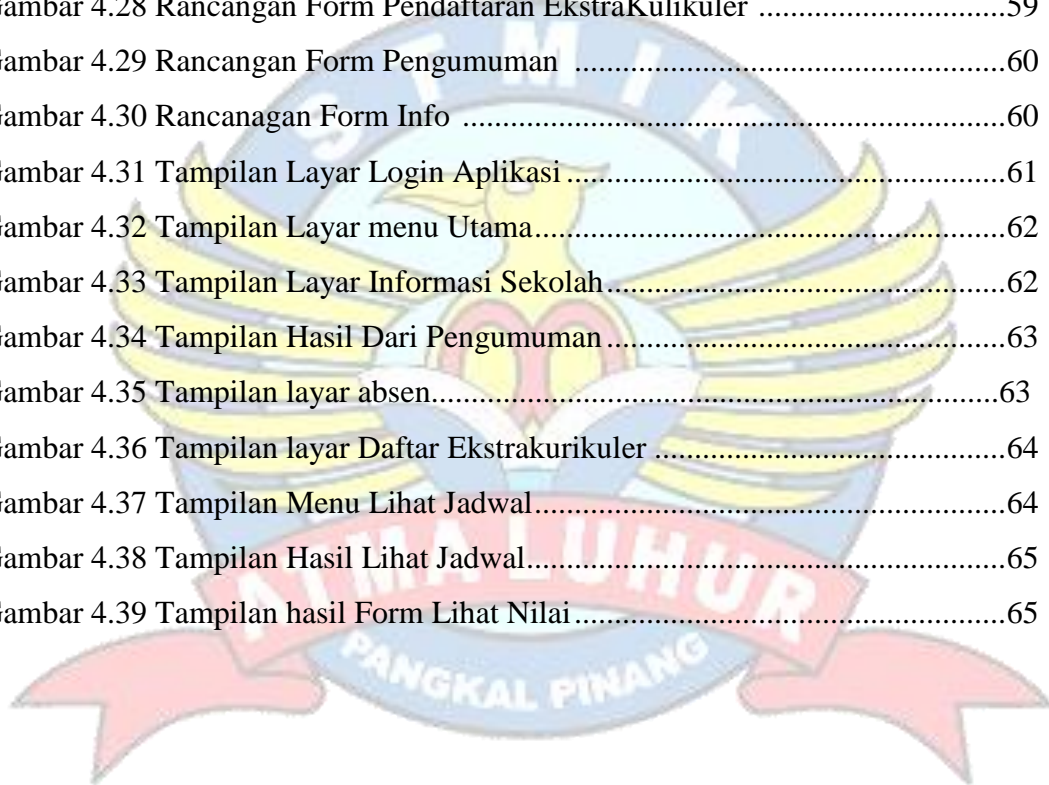 Gambar 4.28 Rancangan Form Pendaftaran EkstraKulikuler ...............................59
Gambar 4.29 Rancangan Form Pengumuman ...................................................60
Gambar 4.30 Rancanagan Form Info ................................................................60
Gambar 4.31 Tampilan Layar Login Aplikasi ....................................................61
Gambar 4.32 Tampilan Layar menu Utama........................................................62
Gambar 4.33 Tampilan Layar Informasi Sekolah...............................................62
Gambar 4.34 Tampilan Hasil Dari Pengumuman ...............................................63
Gambar 4.35 Tampilan layar absen....................................................................63
Gambar 4.36 Tampilan layar Daftar Ekstrakurikuler .........................................64
Gambar 4.37 Tampilan Menu Lihat Jadwal........................................................64
Gambar 4.38 Tampilan Hasil Lihat Jadwal.........................................................65
Gambar 4.39 Tampilan hasil Form Lihat Nilai ...................................................65
STMIK
ATMA LUHUR
PANGKAL PINANG